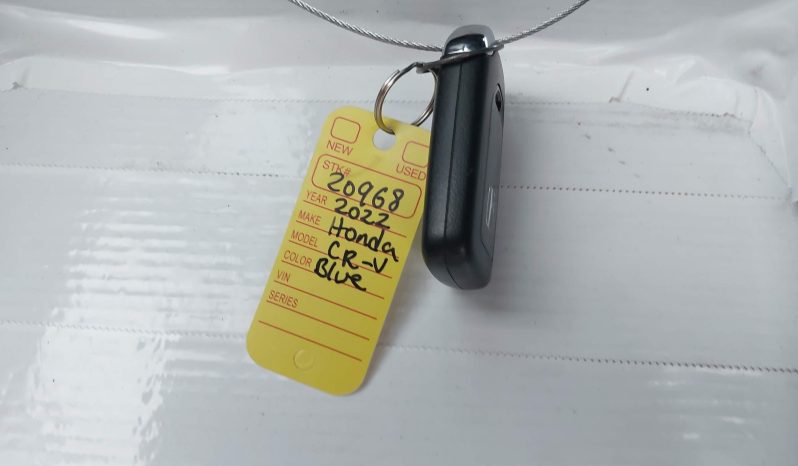 NEW USED
STK# 20968
YEAR 2022
MAKE Honda
MODEL CR-V
COLOR Blue
VIN
SERIES